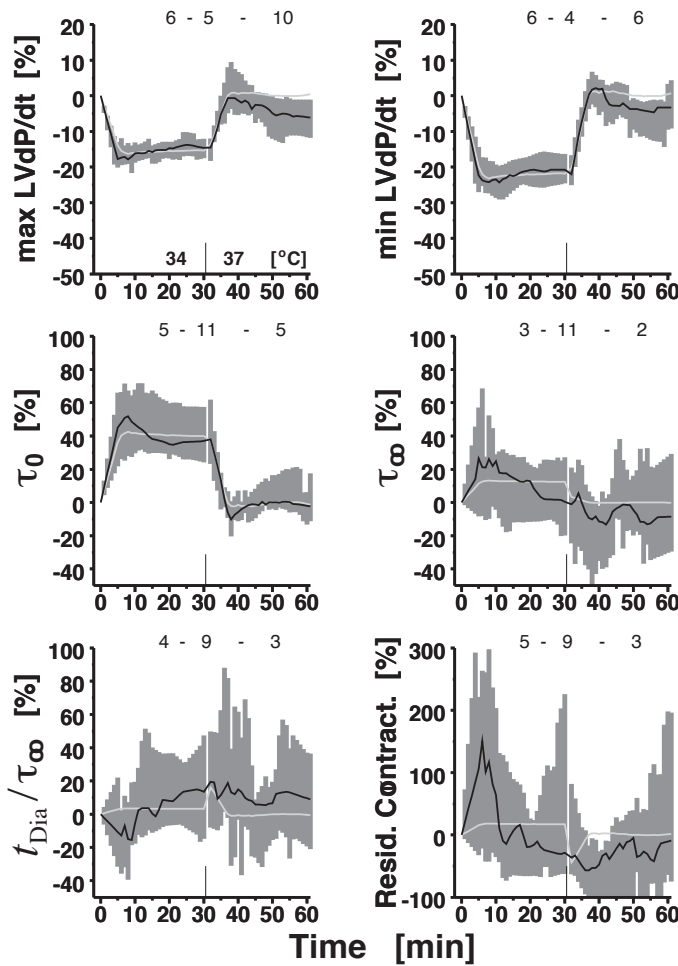 6 - 5 - 10
max LVdP/dt [%]
20
10
0
-10
-20
-30
-40
-50
34 37 [°C]
0 10 20 30 40 50 60
6 - 4 - 6
min LVdP/dt [%]
20
10
0
-10
-20
-30
-40
-50
0 10 20 30 40 50 60
5 - 11 - 5
τ0 [%]
100
80
60
40
20
0
-20
-40
0 10 20 30 40 50 60
3 - 11 - 2
τ∞ [%]
100
80
60
40
20
0
-20
-40
0 10 20 30 40 50 60
4 - 9 - 3
tDia/τ∞ [%]
100
80
60
40
20
0
-20
-40
0 10 20 30 40 50 60
5 - 9 - 3
Resid. Contract. [%]
300
200
100
0
-100
0 10 20 30 40 50 60
Time [min]